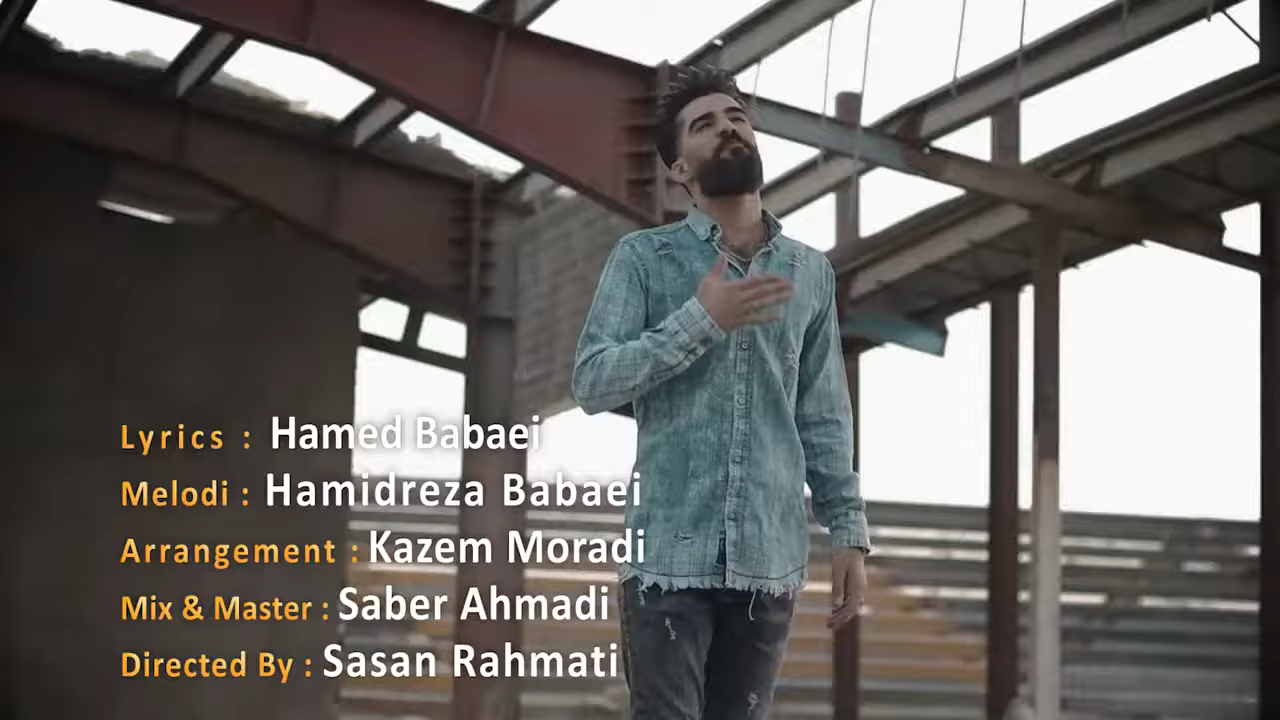 Lyrics : Hamed Babaei
Melodi : Hamidreza Babaei
Arrangement : Kazem Moradi
Mix & Master : Saber Ahmadi
Directed By : Sasan Rahmati